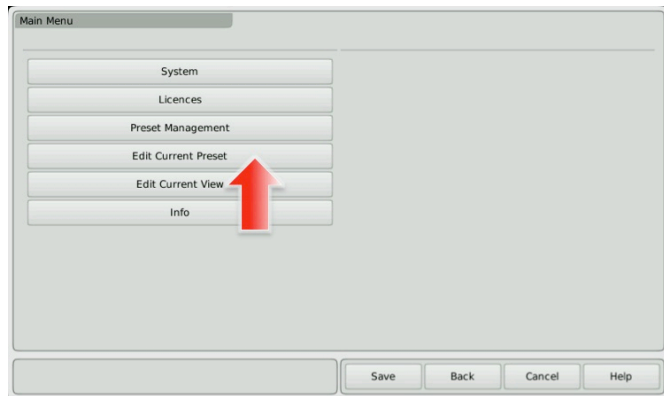 Main Menu
System
Licences
Preset Management
Edit Current Preset
Edit Current View
Info
Save Back Cancel Help